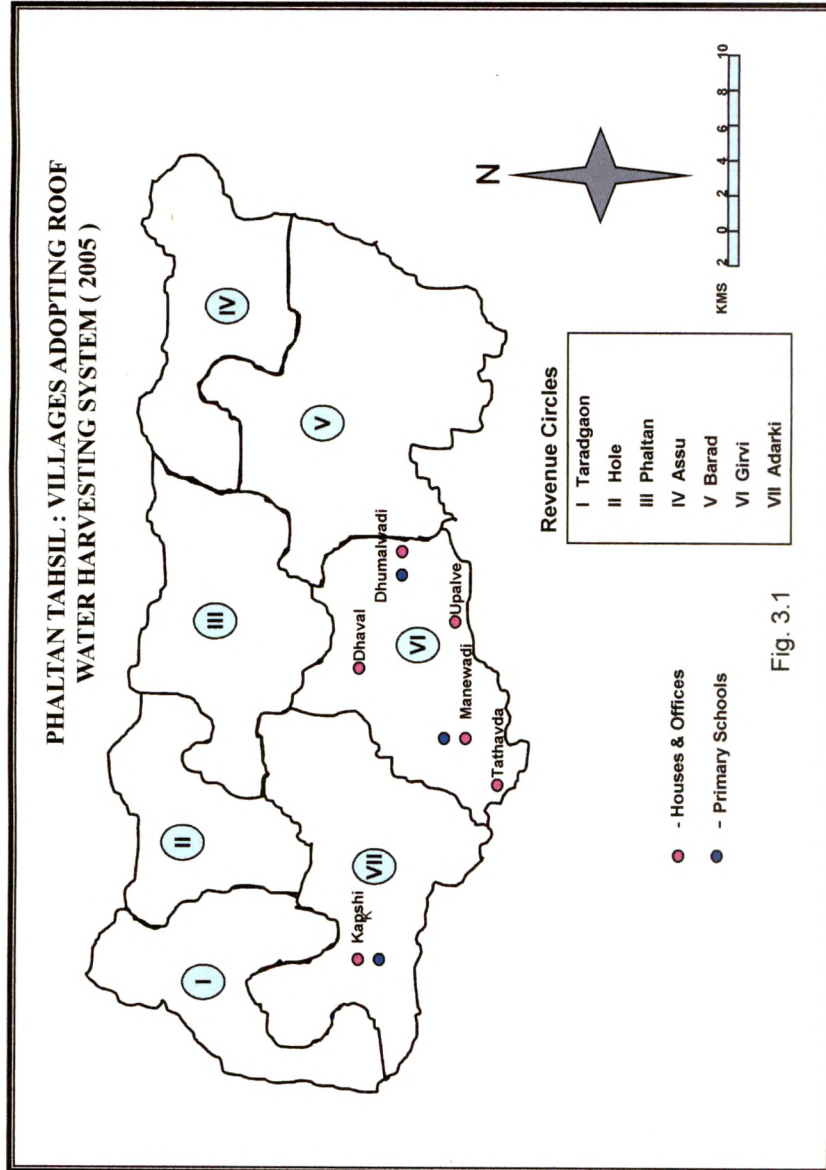 PHALTAN TAHSIL : VILLAGES ADOPTING ROOF
WATER HARVESTING SYSTEM ( 2005 )
I
II
III
IV
V
VI
VII
Kapshi
K
Dhaval
Dhumalwadi
Manewadi
Upalve
Tathavda
N
- Houses & Offices
- Primary Schools
Revenue Circles
I Taradgaon
II Hole
III Phaltan
IV Assu
V Barad
VI Girvi
VII Adarki
KMS 2 0 2 4 6 8 10
Fig. 3.1